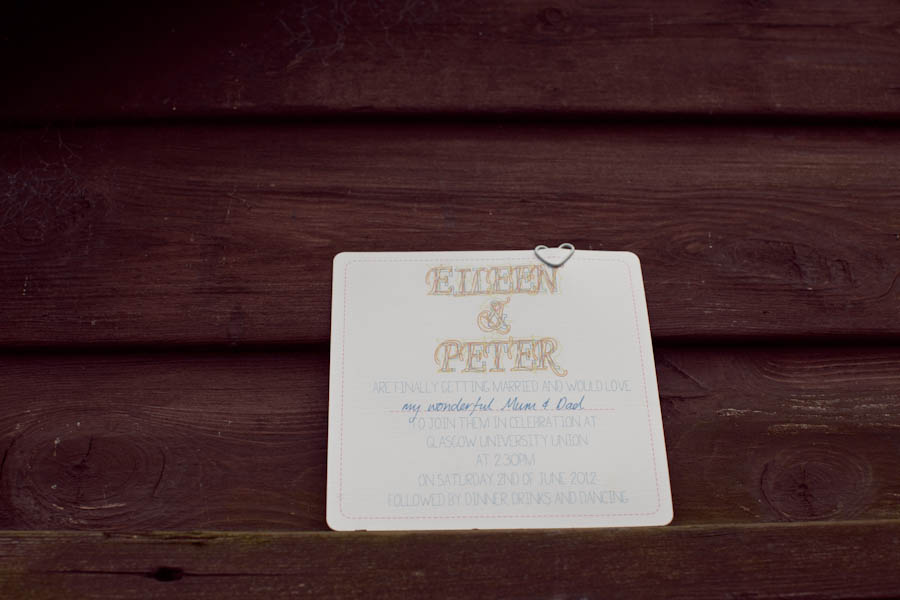 EILEEN
&
PETER
ARE FINALLY GETTING MARRIED AND WOULD LOVE
my wonderful Mum & Dad
TO JOIN THEM IN CELEBRATION AT
GLASGOW UNIVERSITY UNION
AT 2.30PM
ON SATURDAY 2ND OF JUNE 2012
FOLLOWED BY DINNER, DRINKS AND DANCING